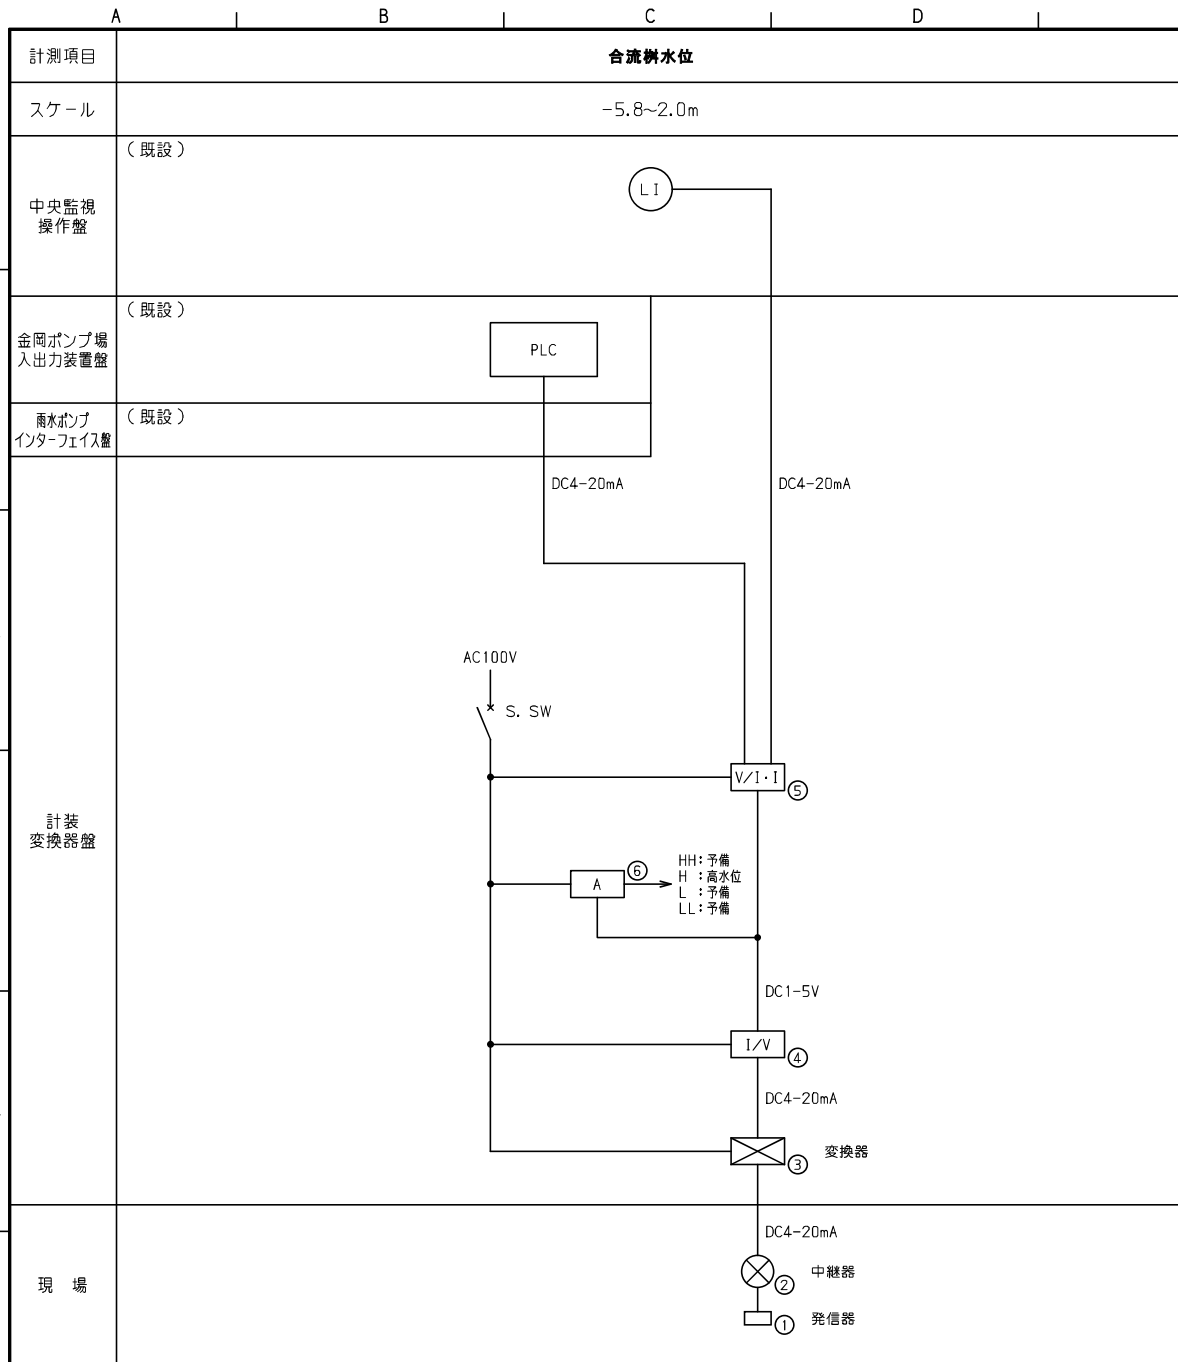 A B C D
計測項目
合流桝水位
スケール
-5.8～2.0m
(既設)
LI
中央監視
操作盤
(既設)
金岡ポンプ場
入出力装置盤
PLC
(既設)
雨水ポンプ
インターフェイス盤
DC4-20mA
DC4-20mA
AC100V
S. SW
V/I・I
⑤
計装
変換器盤
A
⑥
HH:予備
H :高水位
L :予備
LL:予備
DC1-5V
I/V
④
DC4-20mA
変換器
③
DC4-20mA
現 場
中継器
②
発信器
①